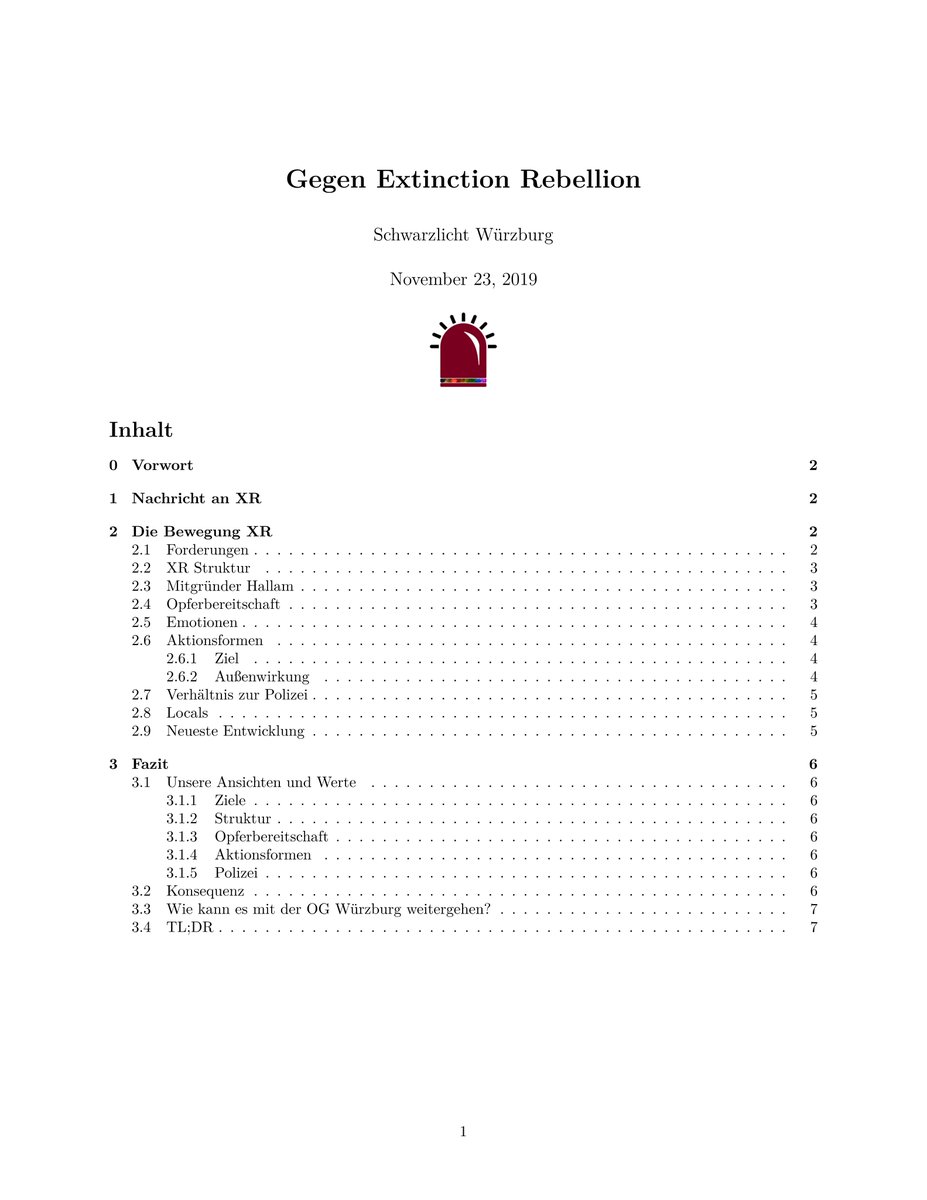 Gegen Extinction Rebellion
Schwarzlicht Würzburg
November 23, 2019
Inhalt
0 Vorwort 2
1 Nachricht an XR 2
2 Die Bewegung XR 2
2.1 Forderungen . . . . . . . . . . . . . . . . . . . . . . . . . . . . . . . . . . . . . . . . . . . . . . 2
2.2 XR Struktur . . . . . . . . . . . . . . . . . . . . . . . . . . . . . . . . . . . . . . . . . . . . . 3
2.3 Mitgründer Hallam . . . . . . . . . . . . . . . . . . . . . . . . . . . . . . . . . . . . . . . . . . 3
2.4 Opferbereitschaft . . . . . . . . . . . . . . . . . . . . . . . . . . . . . . . . . . . . . . . . . . . 3
2.5 Emotionen . . . . . . . . . . . . . . . . . . . . . . . . . . . . . . . . . . . . . . . . . . . . . . . 4
2.6 Aktionsformen . . . . . . . . . . . . . . . . . . . . . . . . . . . . . . . . . . . . . . . . . . . . 4
2.6.1 Ziel . . . . . . . . . . . . . . . . . . . . . . . . . . . . . . . . . . . . . . . . . . . . . . 4
2.6.2 Außenwirkung . . . . . . . . . . . . . . . . . . . . . . . . . . . . . . . . . . . . . . . . 4
2.7 Verhältnis zur Polizei . . . . . . . . . . . . . . . . . . . . . . . . . . . . . . . . . . . . . . . . . 5
2.8 Locals . . . . . . . . . . . . . . . . . . . . . . . . . . . . . . . . . . . . . . . . . . . . . . . . . 5
2.9 Neueste Entwicklung . . . . . . . . . . . . . . . . . . . . . . . . . . . . . . . . . . . . . . . . . 5
3 Fazit 6
3.1 Unsere Ansichten und Werte . . . . . . . . . . . . . . . . . . . . . . . . . . . . . . . . . . . . 6
3.1.1 Ziele . . . . . . . . . . . . . . . . . . . . . . . . . . . . . . . . . . . . . . . . . . . . . . 6
3.1.2 Struktur . . . . . . . . . . . . . . . . . . . . . . . . . . . . . . . . . . . . . . . . . . . . 6
3.1.3 Opferbereitschaft . . . . . . . . . . . . . . . . . . . . . . . . . . . . . . . . . . . . . . . 6
3.1.4 Aktionsformen . . . . . . . . . . . . . . . . . . . . . . . . . . . . . . . . . . . . . . . . 6
3.1.5 Polizei . . . . . . . . . . . . . . . . . . . . . . . . . . . . . . . . . . . . . . . . . . . . . 6
3.2 Konsequenz . . . . . . . . . . . . . . . . . . . . . . . . . . . . . . . . . . . . . . . . . . . . . . 6
3.3 Wie kann es mit der OG Würzburg weitergehen? . . . . . . . . . . . . . . . . . . . . . . . . . 7
3.4 TL;DR . . . . . . . . . . . . . . . . . . . . . . . . . . . . . . . . . . . . . . . . . . . . . . . . . 7
1